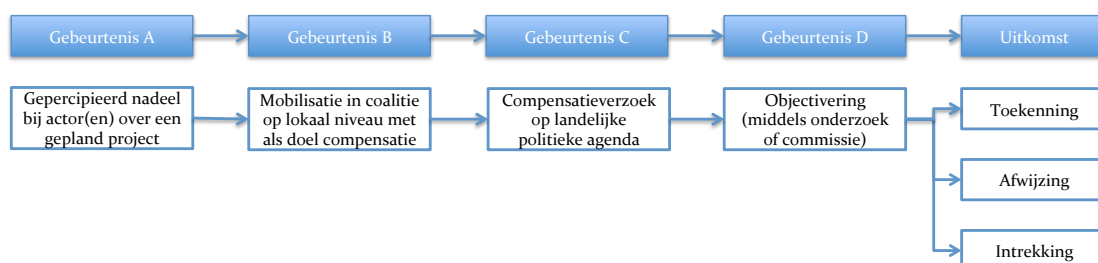 Gebeurtenis A
Gebeurtenis B
Gebeurtenis C
Gebeurtenis D
Uitkomst
Gepercipieerd nadeel
bij actor(en) over een
gepland project
Mobilisatie in coalitie
op lokaal niveau met
als doel compensatie
Compensatieverzoek
op landelijke
politieke agenda
Objectivering
(middels onderzoek
of commissie)
Toekenning
Afwijzing
Intrekking